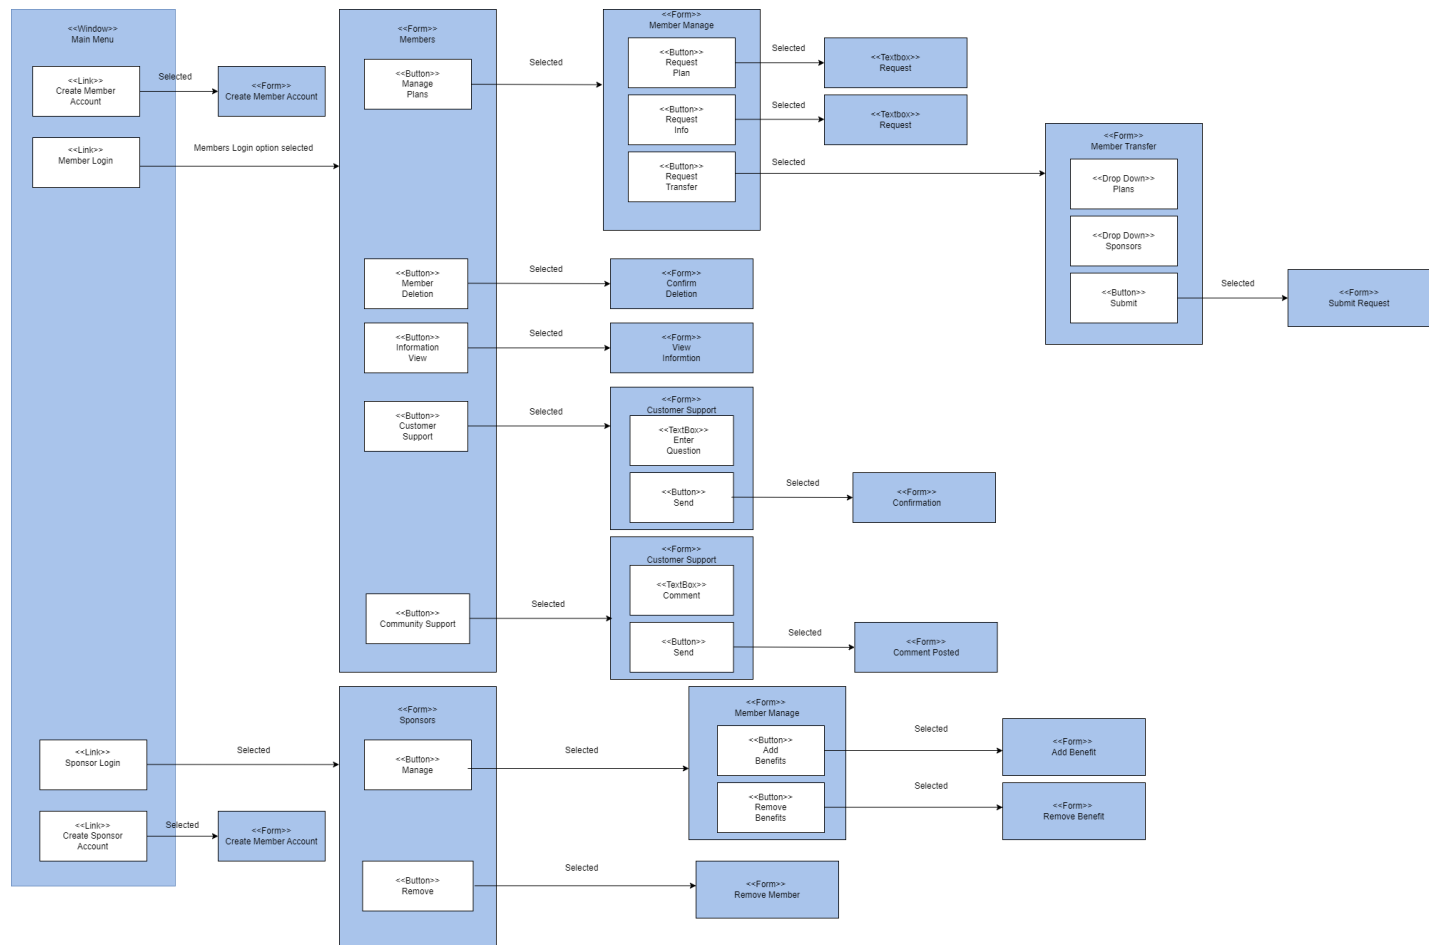 <<Window>>
Main Menu
<<Link>>
Create Member
Account
Selected
<<Form>>
Create Member Account
<<Link>>
Member Login
Members Login option selected
<<Form>>
Members
<<Button>>
Manage
Plans
Selected
<<Form>>
Member Manage
<<Button>>
Request
Plan
Selected
<<Textbox>>
Request
<<Button>>
Request
Info
Selected
<<Textbox>>
Request
<<Button>>
Request
Transfer
Selected
<<Form>>
Member Transfer
<<Drop Down>>
Plans
<<Drop Down>>
Sponsors
<<Button>>
Submit
Selected
<<Form>>
Submit Request
<<Button>>
Member
Deletion
Selected
<<Form>>
Confirm
Deletion
<<Button>>
Information
View
Selected
<<Form>>
View
Informtion
<<Button>>
Customer
Support
Selected
<<Form>>
Customer Support
<<TextBox>>
Enter
Question
<<Button>>
Send
Selected
<<Form>>
Confirmation
<<Button>>
Community Support
Selected
<<Form>>
Customer Support
<<TextBox>>
Comment
<<Button>>
Send
Selected
<<Form>>
Comment Posted
<<Link>>
Sponsor Login
Selected
<<Form>>
Sponsors
<<Button>>
Manage
Selected
<<Form>>
Member Manage
<<Button>>
Add
Benefits
Selected
<<Form>>
Add Benefit
<<Button>>
Remove
Benefits
Selected
<<Form>>
Remove Benefit
<<Link>>
Create Sponsor
Account
Selected
<<Form>>
Create Member Account
<<Button>>
Remove
Selected
<<Form>>
Remove Member